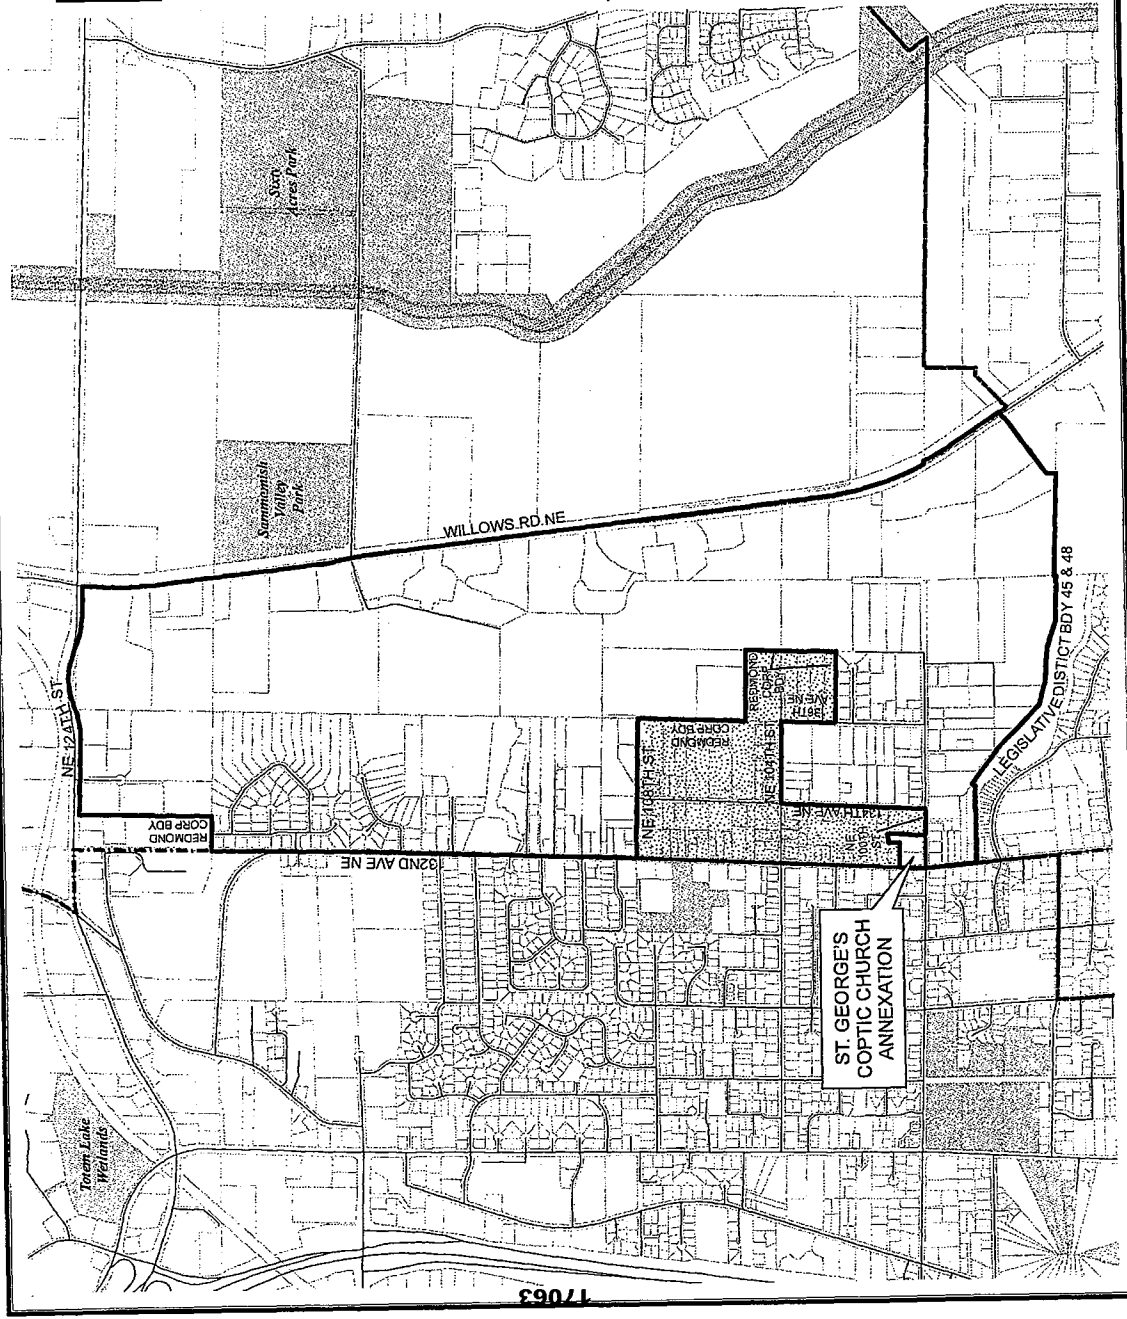 Sixty
Acres Park
Sammamish
Valley
Park
WILLOWS RD NE
NE 124TH ST
REDMOND
CORP BDY
132ND AVE NE
NE 108TH ST
REDMOND
CORP BDY
REDMOND
CORP
BDY
NE 104TH ST
136TH
AVE NE
134TH AVE NE
NE
100TH
ST
LEGISLATIVE DISTRICT BDY 45 & 48
ST. GEORGE'S
COPTIC CHURCH
ANNEXATION
Totem Lake
Wetlands
17063